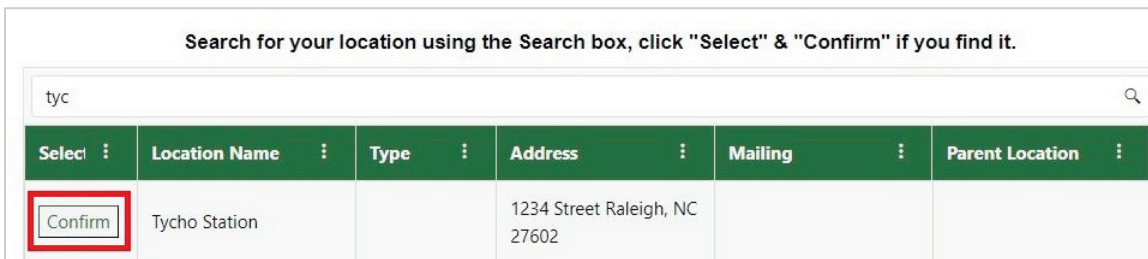 Search for your location using the Search box, click "Select" & "Confirm" if you find it.
tyc
Select Location Name Type Address Mailing Parent Location
Confirm Tycho Station 1234 Street Raleigh, NC
27602